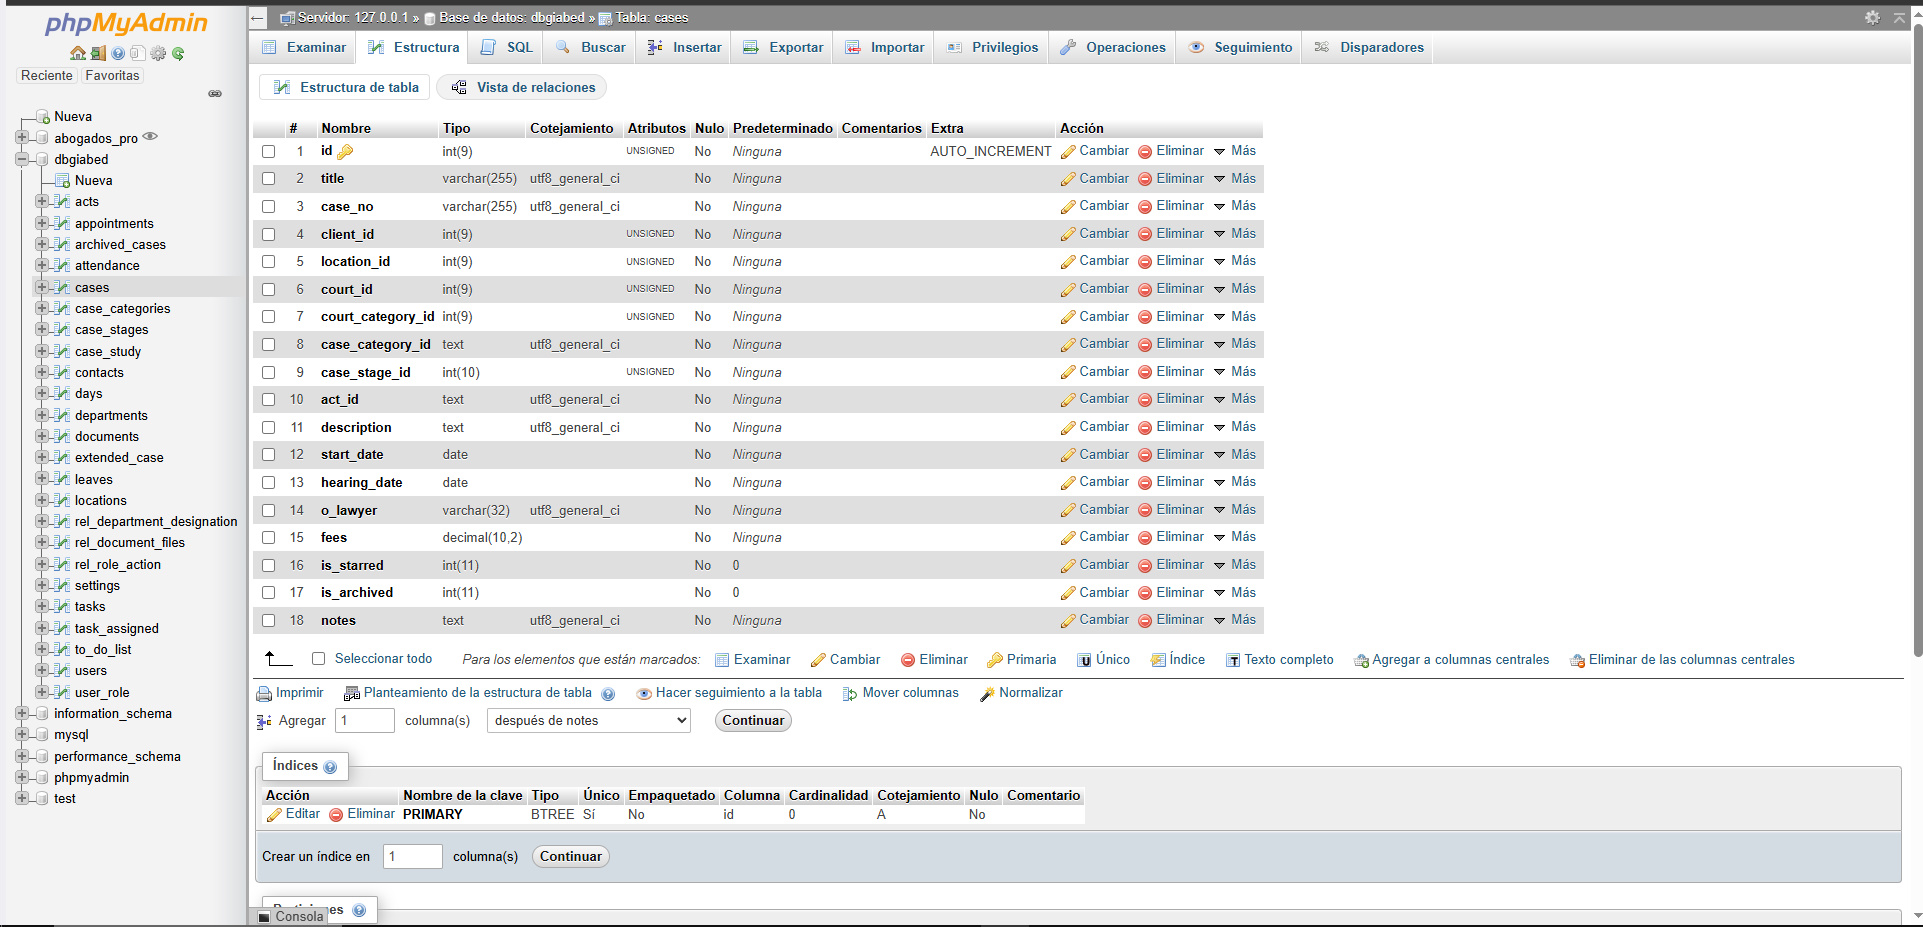 phpMyAdmin
Reciente Favoritas
Nueva
abogados_pro
dbgiabed
Nueva
acts
appointments
archived_cases
attendance
cases
case_categories
case_stages
case_study
contacts
days
departments
documents
extended_case
leaves
locations
rel_department_designation
rel_document_files
rel_role_action
settings
tasks
task_assigned
to_do_list
users
user_role
information_schema
mysql
performance_schema
phpmyadmin
test
Servidor: 127.0.0.1 » Base de datos: dbgiabed » Tabla: cases
Examinar Estructura SQL Buscar Insertar Exportar Importar Privilegios Operaciones Seguimiento Disparadores
Estructura de tabla Vista de relaciones
# Nombre Tipo Cotejamiento Atributos Nulo Predeterminado Comentarios Extra Acción
1 id int(9) UNSIGNED No Ninguna AUTO_INCREMENT Cambiar Eliminar Más
2 title varchar(255) utf8_general_ci No Ninguna Cambiar Eliminar Más
3 case_no varchar(255) utf8_general_ci No Ninguna Cambiar Eliminar Más
4 client_id int(9) UNSIGNED No Ninguna Cambiar Eliminar Más
5 location_id int(9) UNSIGNED No Ninguna Cambiar Eliminar Más
6 court_id int(9) UNSIGNED No Ninguna Cambiar Eliminar Más
7 court_category_id int(9) UNSIGNED No Ninguna Cambiar Eliminar Más
8 case_category_id text utf8_general_ci No Ninguna Cambiar Eliminar Más
9 case_stage_id int(10) UNSIGNED No Ninguna Cambiar Eliminar Más
10 act_id text utf8_general_ci No Ninguna Cambiar Eliminar Más
11 description text utf8_general_ci No Ninguna Cambiar Eliminar Más
12 start_date date No Ninguna Cambiar Eliminar Más
13 hearing_date date No Ninguna Cambiar Eliminar Más
14 o_lawyer varchar(32) utf8_general_ci No Ninguna Cambiar Eliminar Más
15 fees decimal(10,2) No Ninguna Cambiar Eliminar Más
16 is_starred int(11) No 0 Cambiar Eliminar Más
17 is_archived int(11) No 0 Cambiar Eliminar Más
18 notes text utf8_general_ci No Ninguna Cambiar Eliminar Más
Seleccionar todo Para los elementos que están marcados: Examinar Cambiar Eliminar Primaria Único Índice Texto completo Agregar a columnas centrales Eliminar de las columnas centrales
Imprimir Planteamiento de la estructura de tabla Hacer seguimiento a la tabla Mover columnas Normalizar
Agregar 1 columna(s) después de notes Continuar
Índices
Acción Nombre de la clave Tipo Único Empaquetado Columna Cardinalidad Cotejamiento Nulo Comentario
Editar Eliminar PRIMARY BTREE Sí No id 0 A No
Crear un índice en 1 columna(s) Continuar
Consola